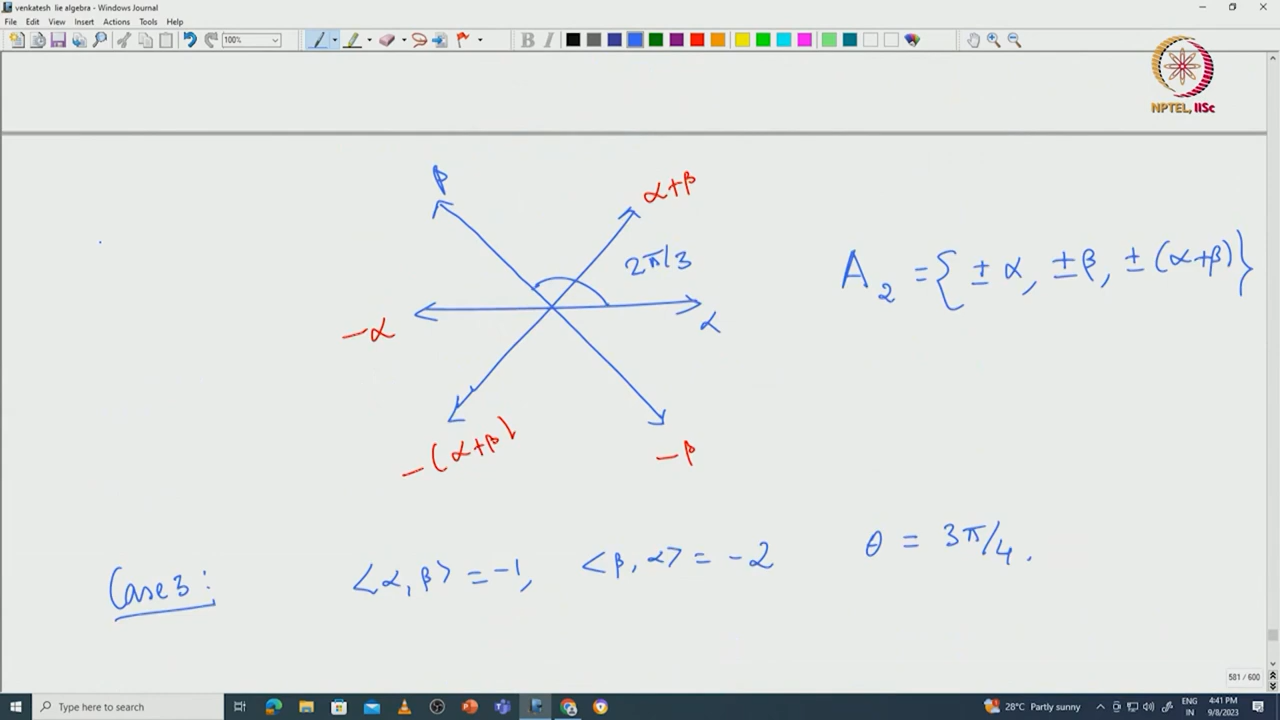 venkatesh lie algebra - Windows Journal
File Edit View Insert Actions Tools Help
100%
B I
NPTEL, IISc
β
α+β
2π/3
A₂ = { ± α, ± β, ± (α+β) }
-α
α
-(α+β)
-β
Case 3: <α, β> = -1, <β, α> = -2 θ = 3π/4.
581 / 600
Type here to search
28°C Partly sunny
ENG
IN
4:41 PM
9/8/2023